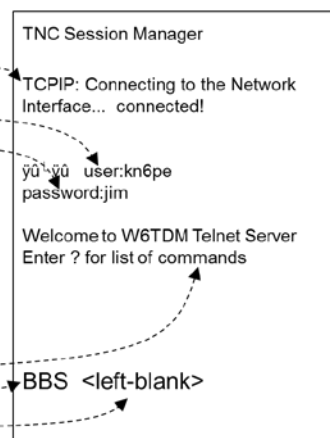 TNC Session Manager
TCPIP: Connecting to the Network
Interface... connected!
ÿû ÿû user:kn6pe
password:jim
Welcome to W6TDM Telnet Server
Enter ? for list of commands
BBS <left-blank>